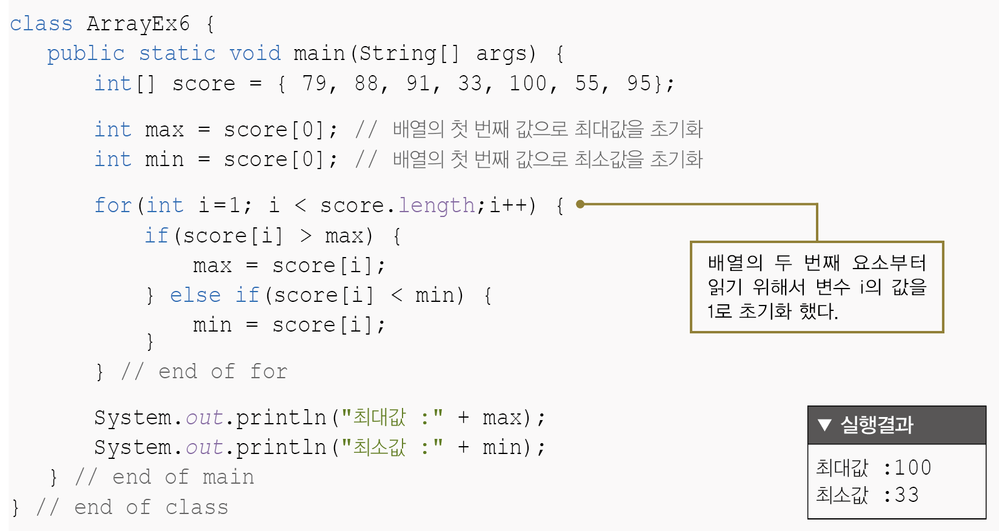 class ArrayEx6 {
public static void main(String[] args) {
int[] score = { 79, 88, 91, 33, 100, 55, 95};
int max = score[0]; // 배열의 첫 번째 값으로 최대값을 초기화
int min = score[0]; // 배열의 첫 번째 값으로 최소값을 초기화
for(int i=1; i < score.length;i++) {
if(score[i] > max) {
max = score[i];
} else if(score[i] < min) {
min = score[i];
}
} // end of for
System.out.println("최대값 :" + max);
System.out.println("최소값 :" + min);
} // end of main
} // end of class
배열의 두 번째 요소부터
읽기 위해서 변수 i의 값을
1로 초기화 했다.
▼ 실행결과
최대값 :100
최소값 :33